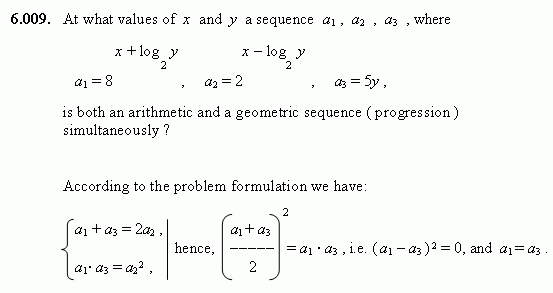 6.009. At what values of x and y a sequence a₁ , a₂ , a₃ , where
x + log₂ y x − log₂ y
a₁ = 8 , a₂ = 2 , a₃ = 5y ,
is both an arithmetic and a geometric sequence ( progression )
simultaneously ?
According to the problem formulation we have:
2
a₁ + a₃ = 2a₂ , a₁ + a₃
hence, ----- = a₁ · a₃ , i.e. ( a₁ − a₃ )² = 0, and a₁ = a₃ .
a₁· a₃ = a₂² , 2